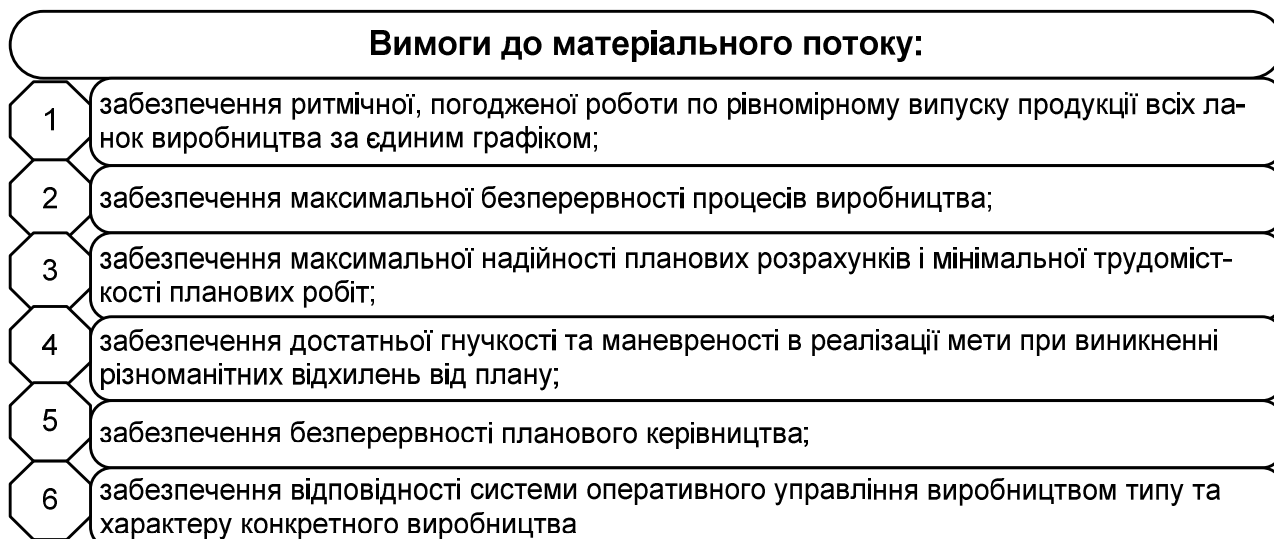 Вимоги до матеріального потоку:
1
забезпечення ритмічної, погодженої роботи по рівномірному випуску продукції всіх ла-
нок виробництва за єдиним графіком;
2
забезпечення максимальної безперервності процесів виробництва;
3
забезпечення максимальної надійності планових розрахунків і мінімальної трудоміст-
кості планових робіт;
4
забезпечення достатньої гнучкості та маневреності в реалізації мети при виникненні
різноманітних відхилень від плану;
5
забезпечення безперервності планового керівництва;
6
забезпечення відповідності системи оперативного управління виробництвом типу та
характеру конкретного виробництва